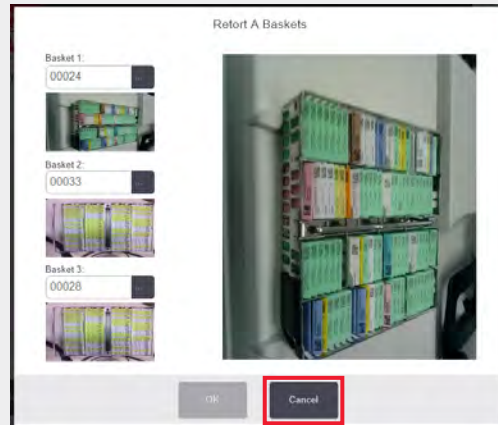 Retort A Baskets
Basket 1:
00024
Basket 2:
00033
Basket 3:
00028
OK
Cancel